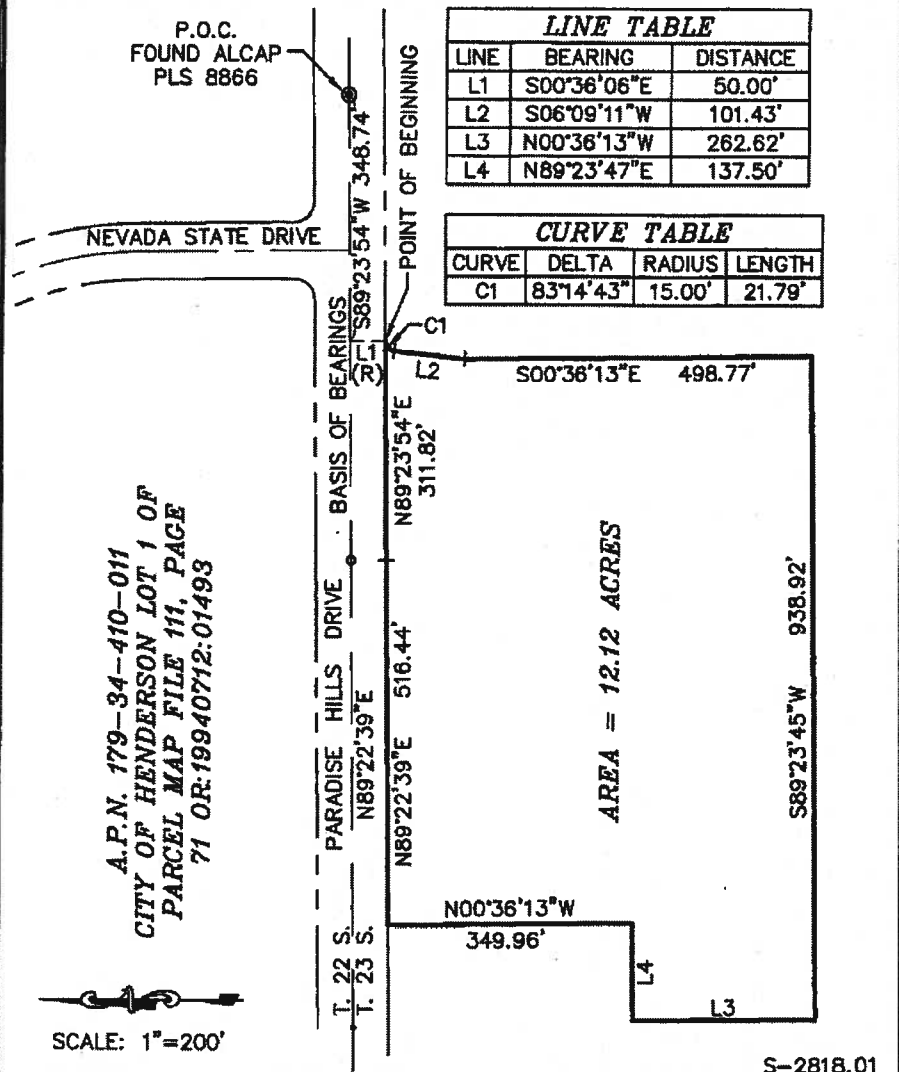 P.O.C.
FOUND ALCAP
PLS 8866
S89°23'54"W 348.74'
POINT OF BEGINNING
LINE TABLE
LINE BEARING DISTANCE
L1 S00°36'06"E 50.00'
L2 S06°09'11"W 101.43'
L3 N00°36'13"W 262.62'
L4 N89°23'47"E 137.50'
CURVE TABLE
CURVE DELTA RADIUS LENGTH
C1 83°14'43" 15.00' 21.79'
NEVADA STATE DRIVE
C1
L1
(R)
L2
S00°36'13"E 498.77'
BASIS OF BEARINGS
N89°23'54"E
311.82'
A.P.N. 179-34-410-011
CITY OF HENDERSON LOT 1 OF
PARCEL MAP FILE 111, PAGE
71 OR:19940712:01493
PARADISE HILLS DRIVE
N89°22'39"E
N89°22'39"E 516.44'
AREA = 12.12 ACRES
S89°23'45"W 938.92'
N00°36'13"W
349.96'
L4
L3
T. 22 S.
T. 23 S.
SCALE: 1"=200'
S-2818.01